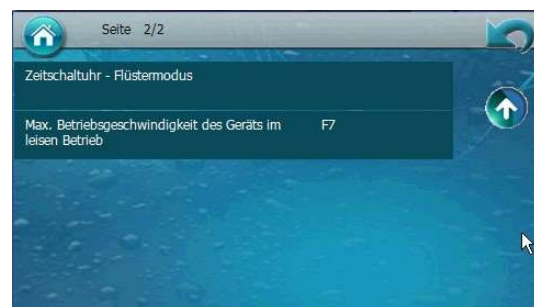 Seite 2/2
Zeitschaltuhr - Flüstermodus
Max. Betriebsgeschwindigkeit des Geräts im F7
leisen Betrieb